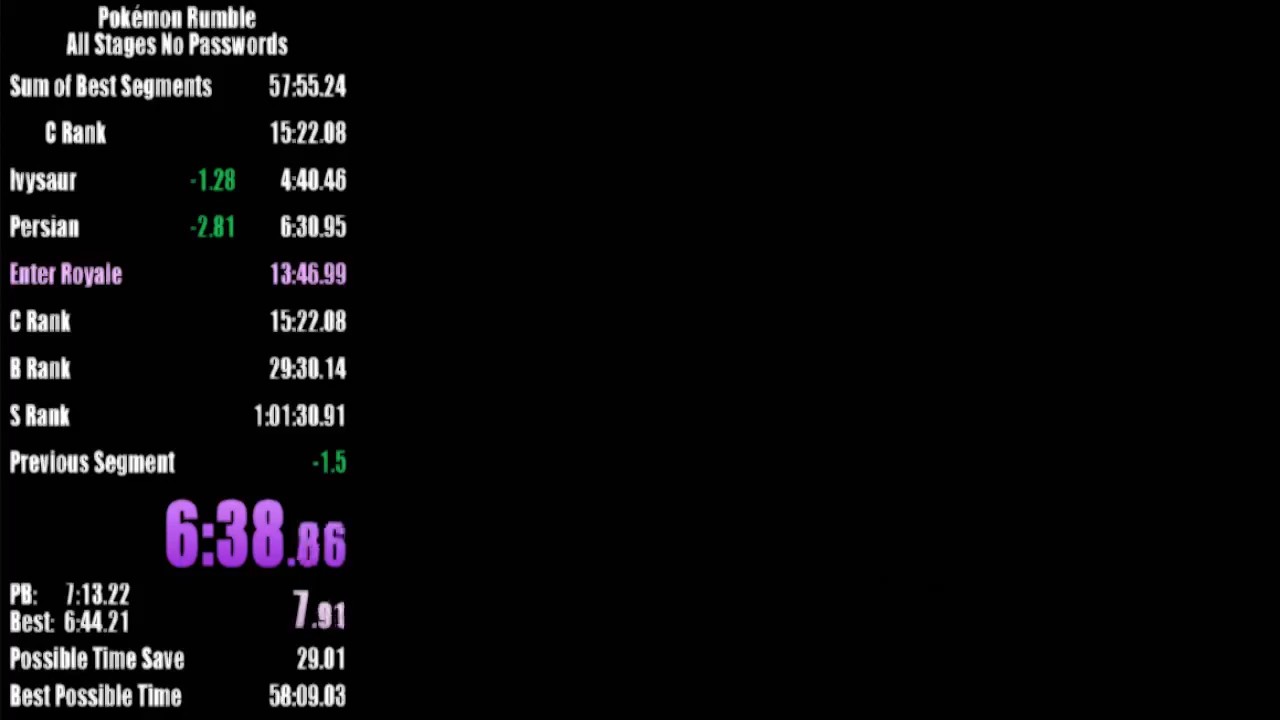 Pokémon Rumble
All Stages No Passwords
Sum of Best Segments 57:55.24
C Rank 15:22.08
Ivysaur -1.28 4:40.46
Persian -2.81 6:30.95
Enter Royale 13:46.99
C Rank 15:22.08
B Rank 29:30.14
S Rank 1:01:30.91
Previous Segment -1.5
6:38.86
PB: 7:13.22
Best: 6:44.21
7.91
Possible Time Save 29.01
Best Possible Time 58:09.03